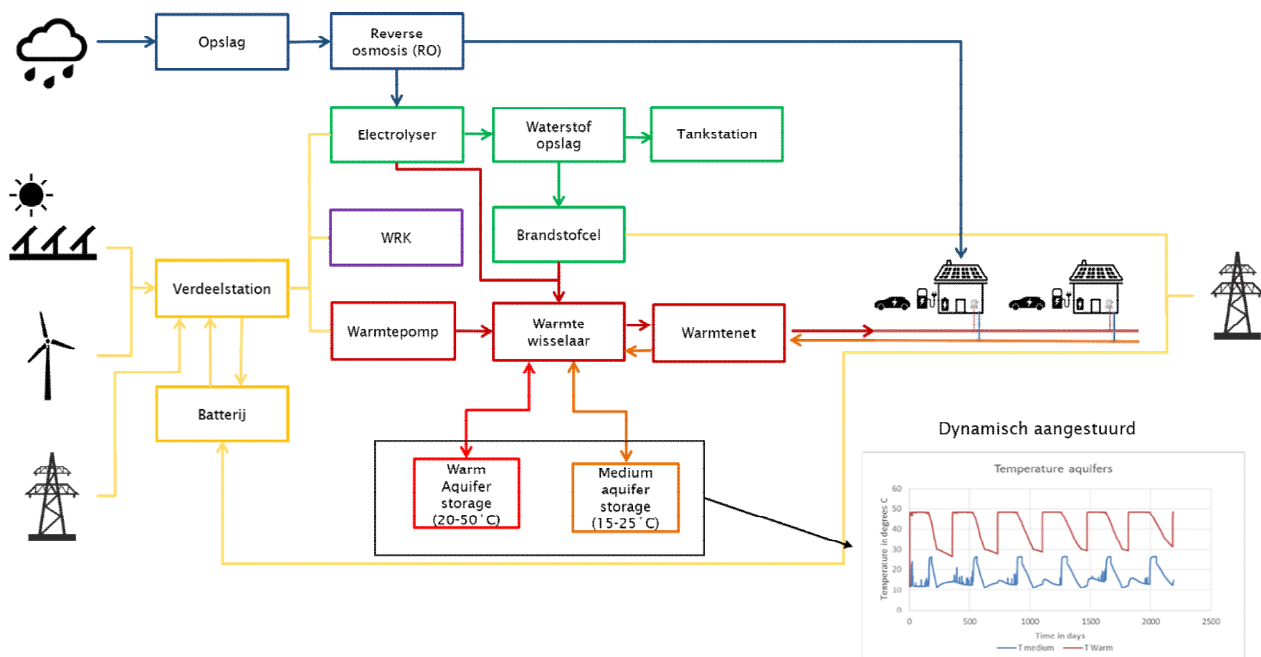 Opslag
Reverse
osmosis (RO)
Electrolyser
Waterstof
opslag
Tankstation
WRK
Brandstofcel
Verdeelstation
Warmtepomp
Warmte
wisselaar
Warmtenet
Batterij
Warm
Aquifer
storage
(20-50˚C)
Medium
aquifer
storage
(15-25˚C)
Dynamisch aangestuurd
Temperature aquifers
Temperature in degrees C
60
50
40
30
20
10
0
0 500 1000 1500 2000 2500
Time in days
T medium T Warm